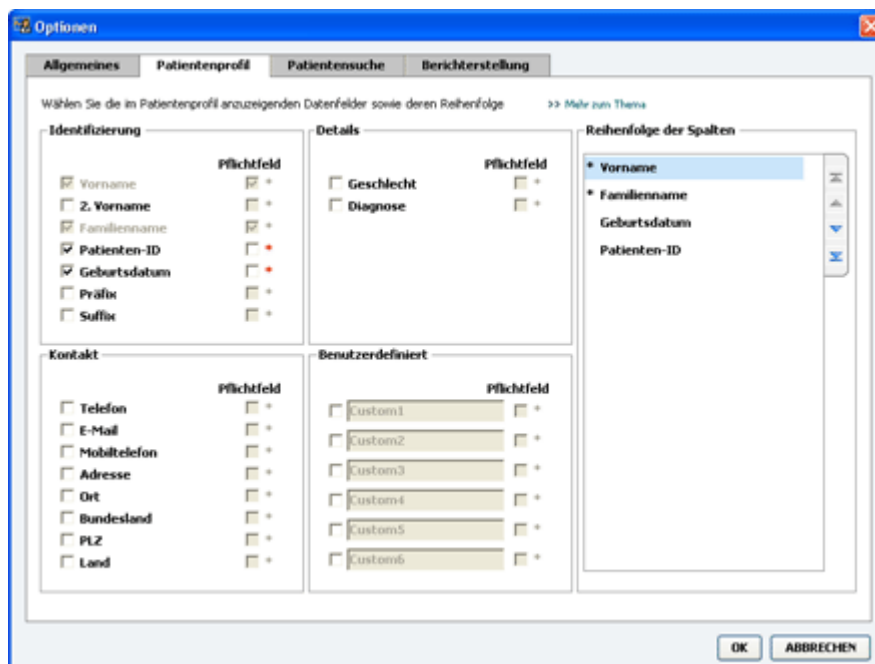 Optionen
Allgemeines Patientenprofil Patientensuche Berichterstellung
Wählen Sie die im Patientenprofil anzuzeigenden Datenfelder sowie deren Reihenfolge >> Mehr zum Thema
Identifizierung
Pflichtfeld
Vorname *
2. Vorname *
Familienname *
Patienten-ID *
Geburtsdatum *
Präfix *
Suffix *
Details
Pflichtfeld
Geschlecht *
Diagnose *
Kontakt
Pflichtfeld
Telefon *
E-Mail *
Mobiltelefon *
Adresse *
Ort *
Bundesland *
PLZ *
Land *
Benutzerdefiniert
Pflichtfeld
Custom1 *
Custom2 *
Custom3 *
Custom4 *
Custom5 *
Custom6 *
Reihenfolge der Spalten
* Vorname
* Familienname
Geburtsdatum
Patienten-ID
OK ABBRECHEN